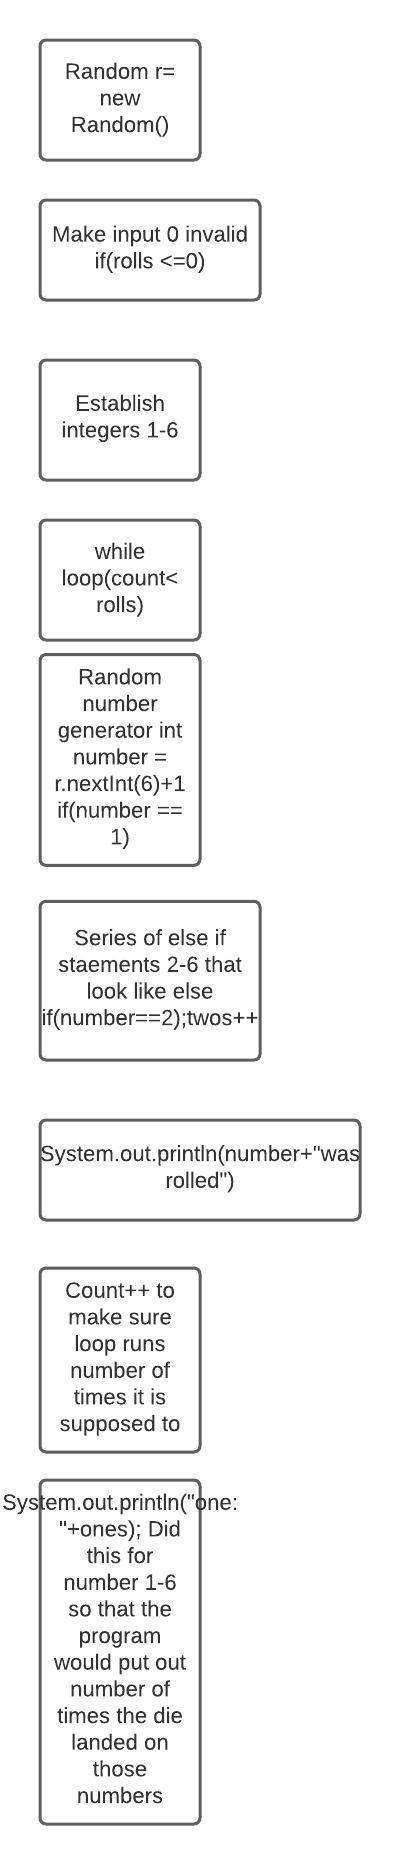 Random r=
new
Random()
Make input 0 invalid
if(rolls <=0)
Establish
integers 1-6
while
loop(count<
rolls)
Random
number
generator int
number =
r.nextInt(6)+1
if(number ==
1)
Series of else if
staements 2-6 that
look like else
if(number==2);twos++
System.out.println(number+"was
rolled")
Count++ to
make sure
loop runs
number of
times it is
supposed to
System.out.println("one:
"+ones); Did
this for
number 1-6
so that the
program
would put out
number of
times the die
landed on
those
numbers